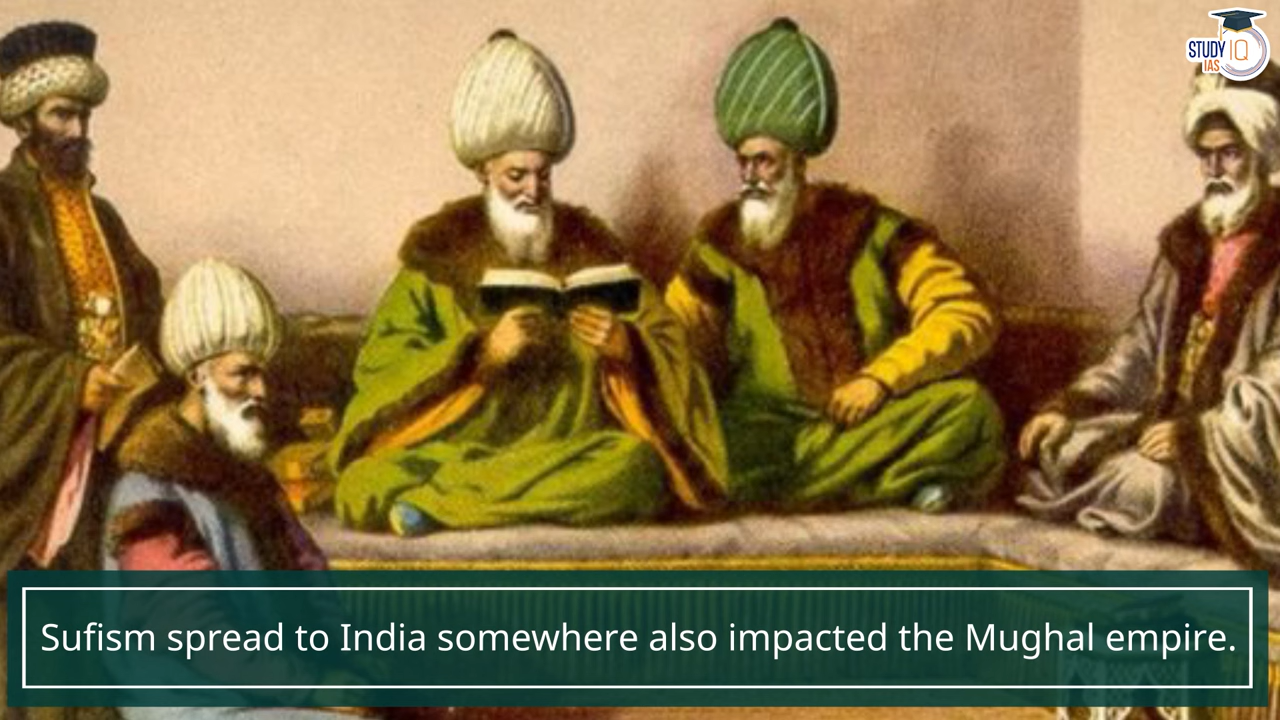 STUDY IQ
IAS
Sufism spread to India somewhere also impacted the Mughal empire.